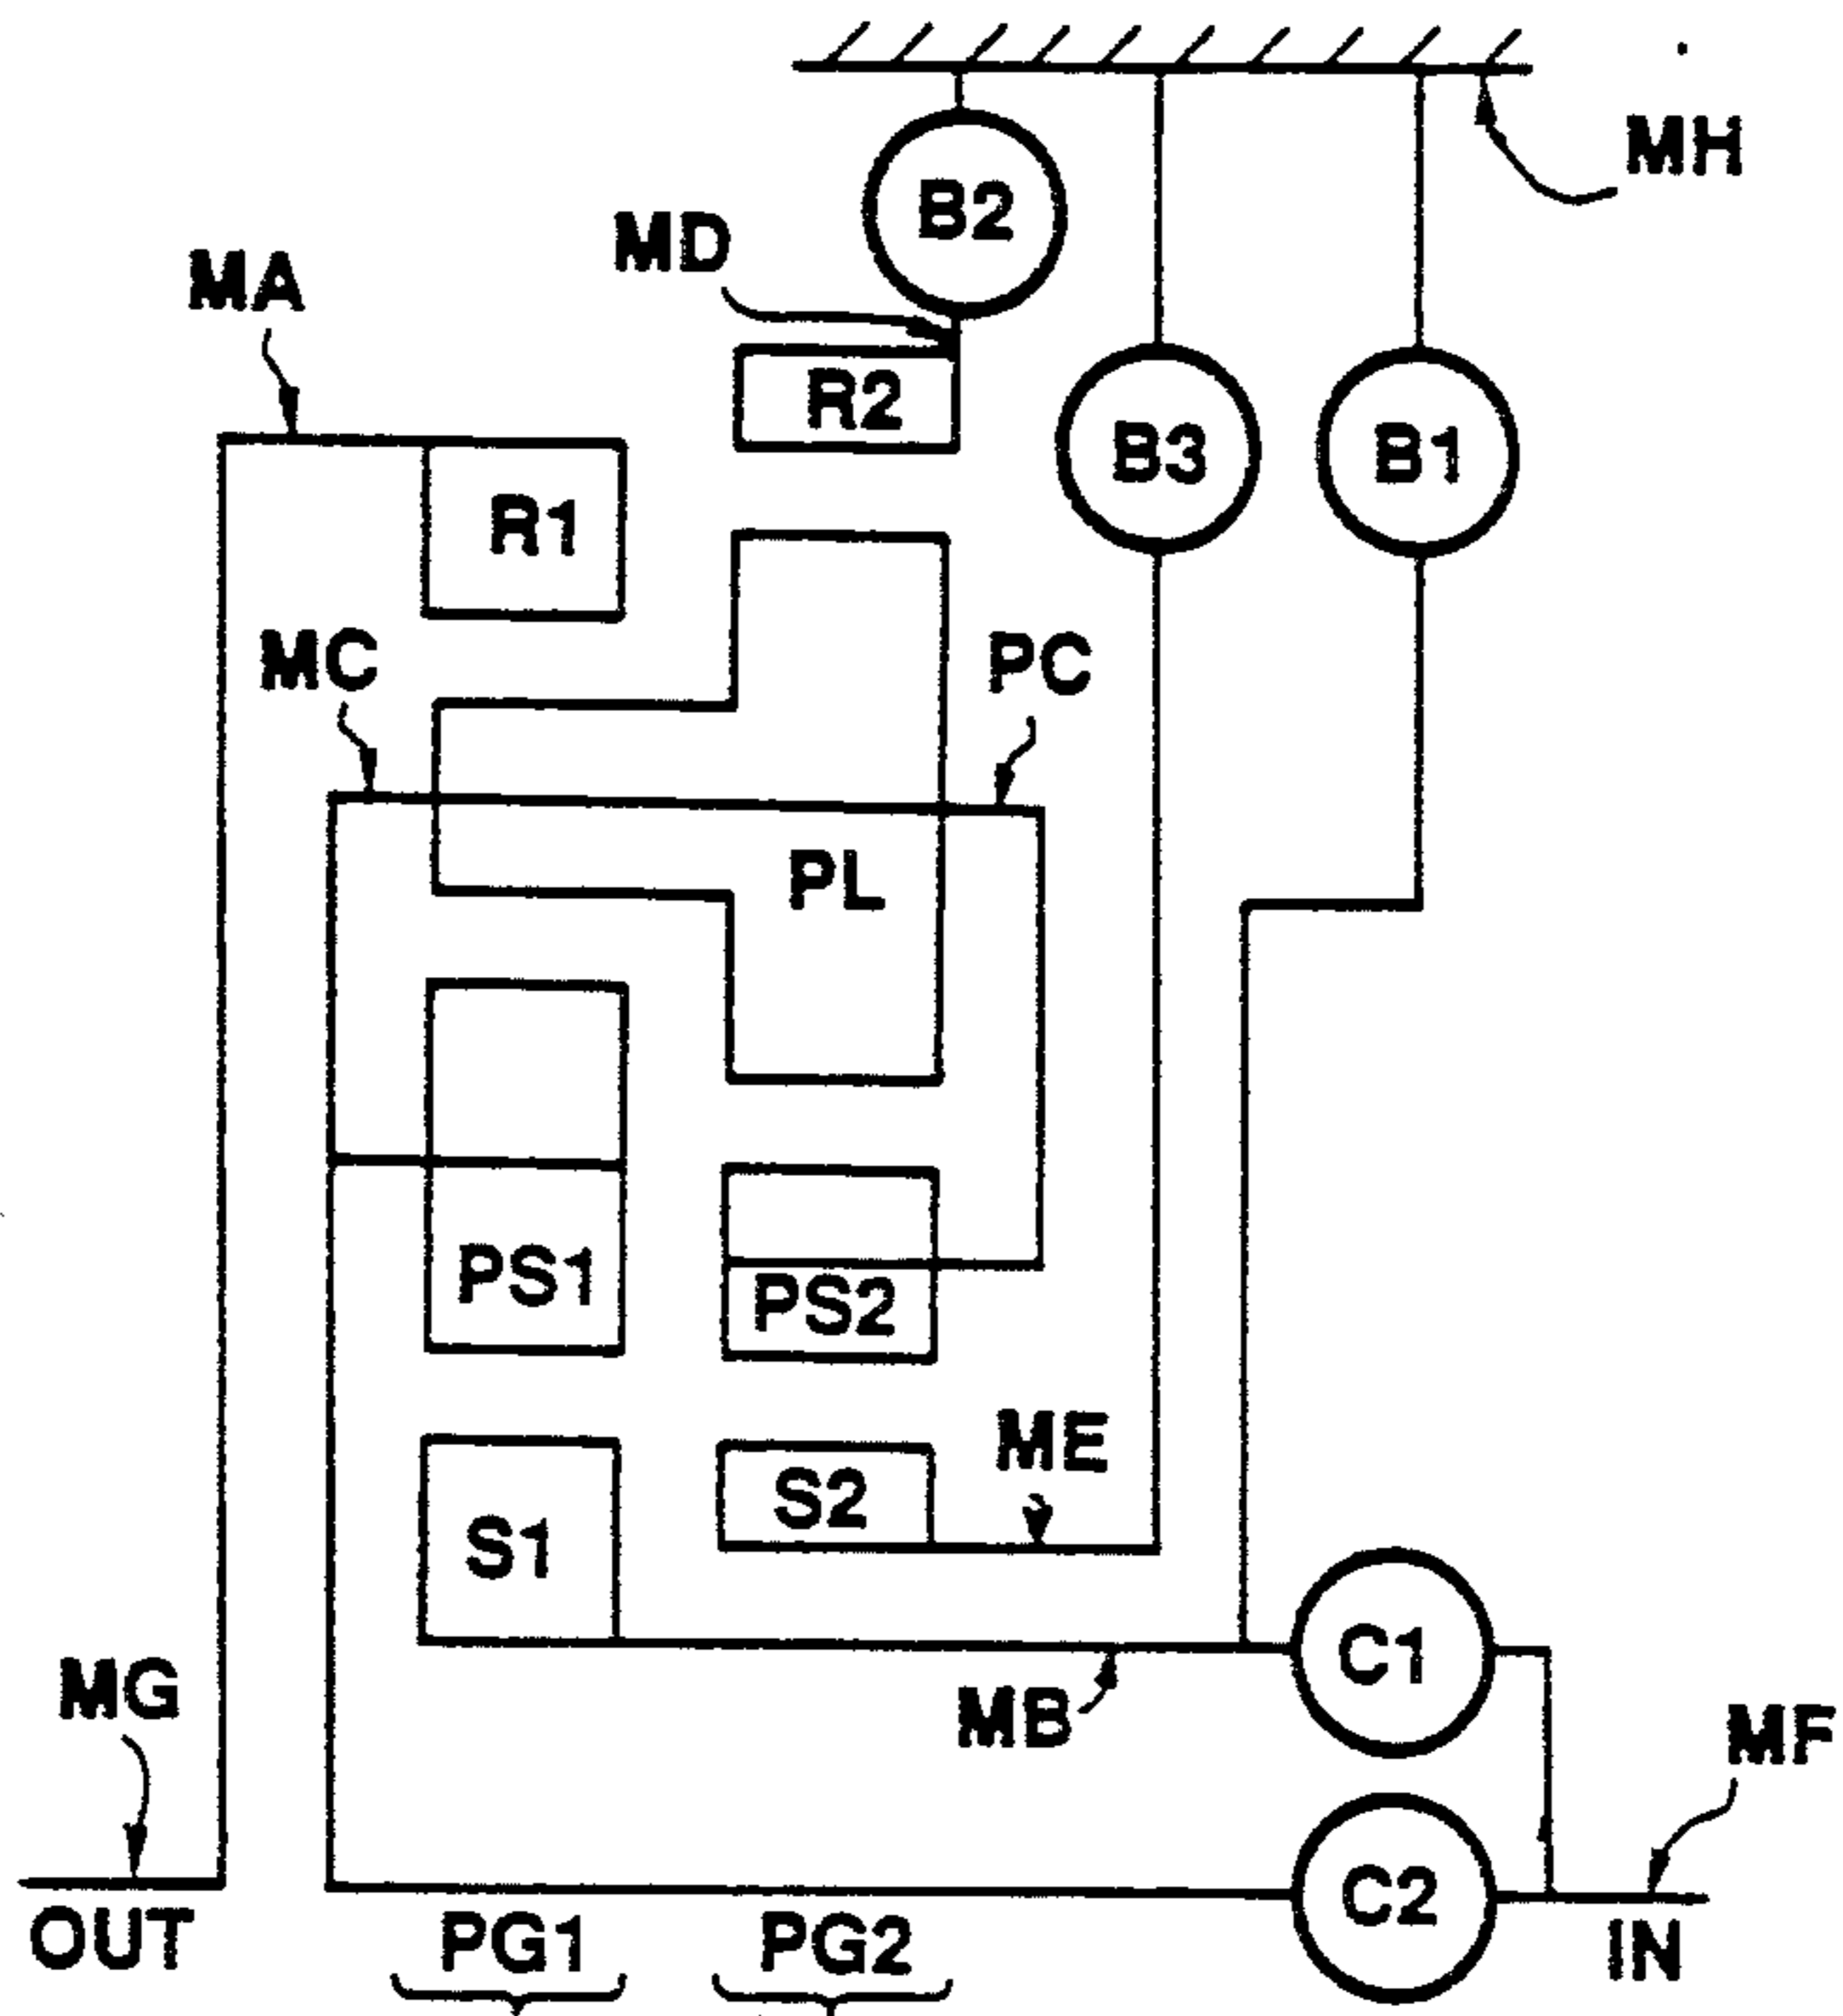 MH
B2
MD
MA
R2
B3
B1
R1
MC
PC
PL
PS1
PS2
ME
S2
S1
C1
MG
MB
MF
C2
OUT
PG1
PG2
IN